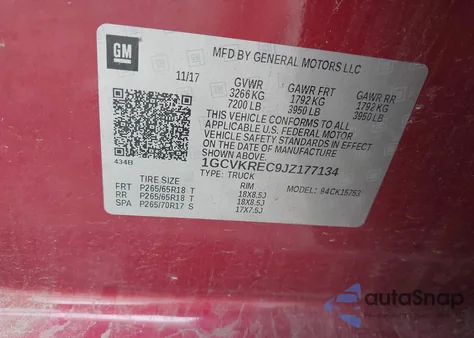 GM
MFD BY GENERAL MOTORS LLC
11/17 GVWR GAWR FRT GAWR RR
3266 KG 1792 KG 1792 KG
7200 LB 3950 LB 3950 LB
THIS VEHICLE CONFORMS TO ALL
APPLICABLE U.S. FEDERAL MOTOR
VEHICLE SAFETY STANDARDS IN EFFECT
ON THE DATE OF MANUFACTURE SHOWN
ABOVE.
434B
1GCVKREC9JZ177134
TYPE: TRUCK
TIRE SIZE RIM MODEL: 84CK15753
FRT P265/65R18 T 18X8.5J
RR P265/65R18 T 18X8.5J
SPA P265/70R17 S 17X7.5J
autoSnap